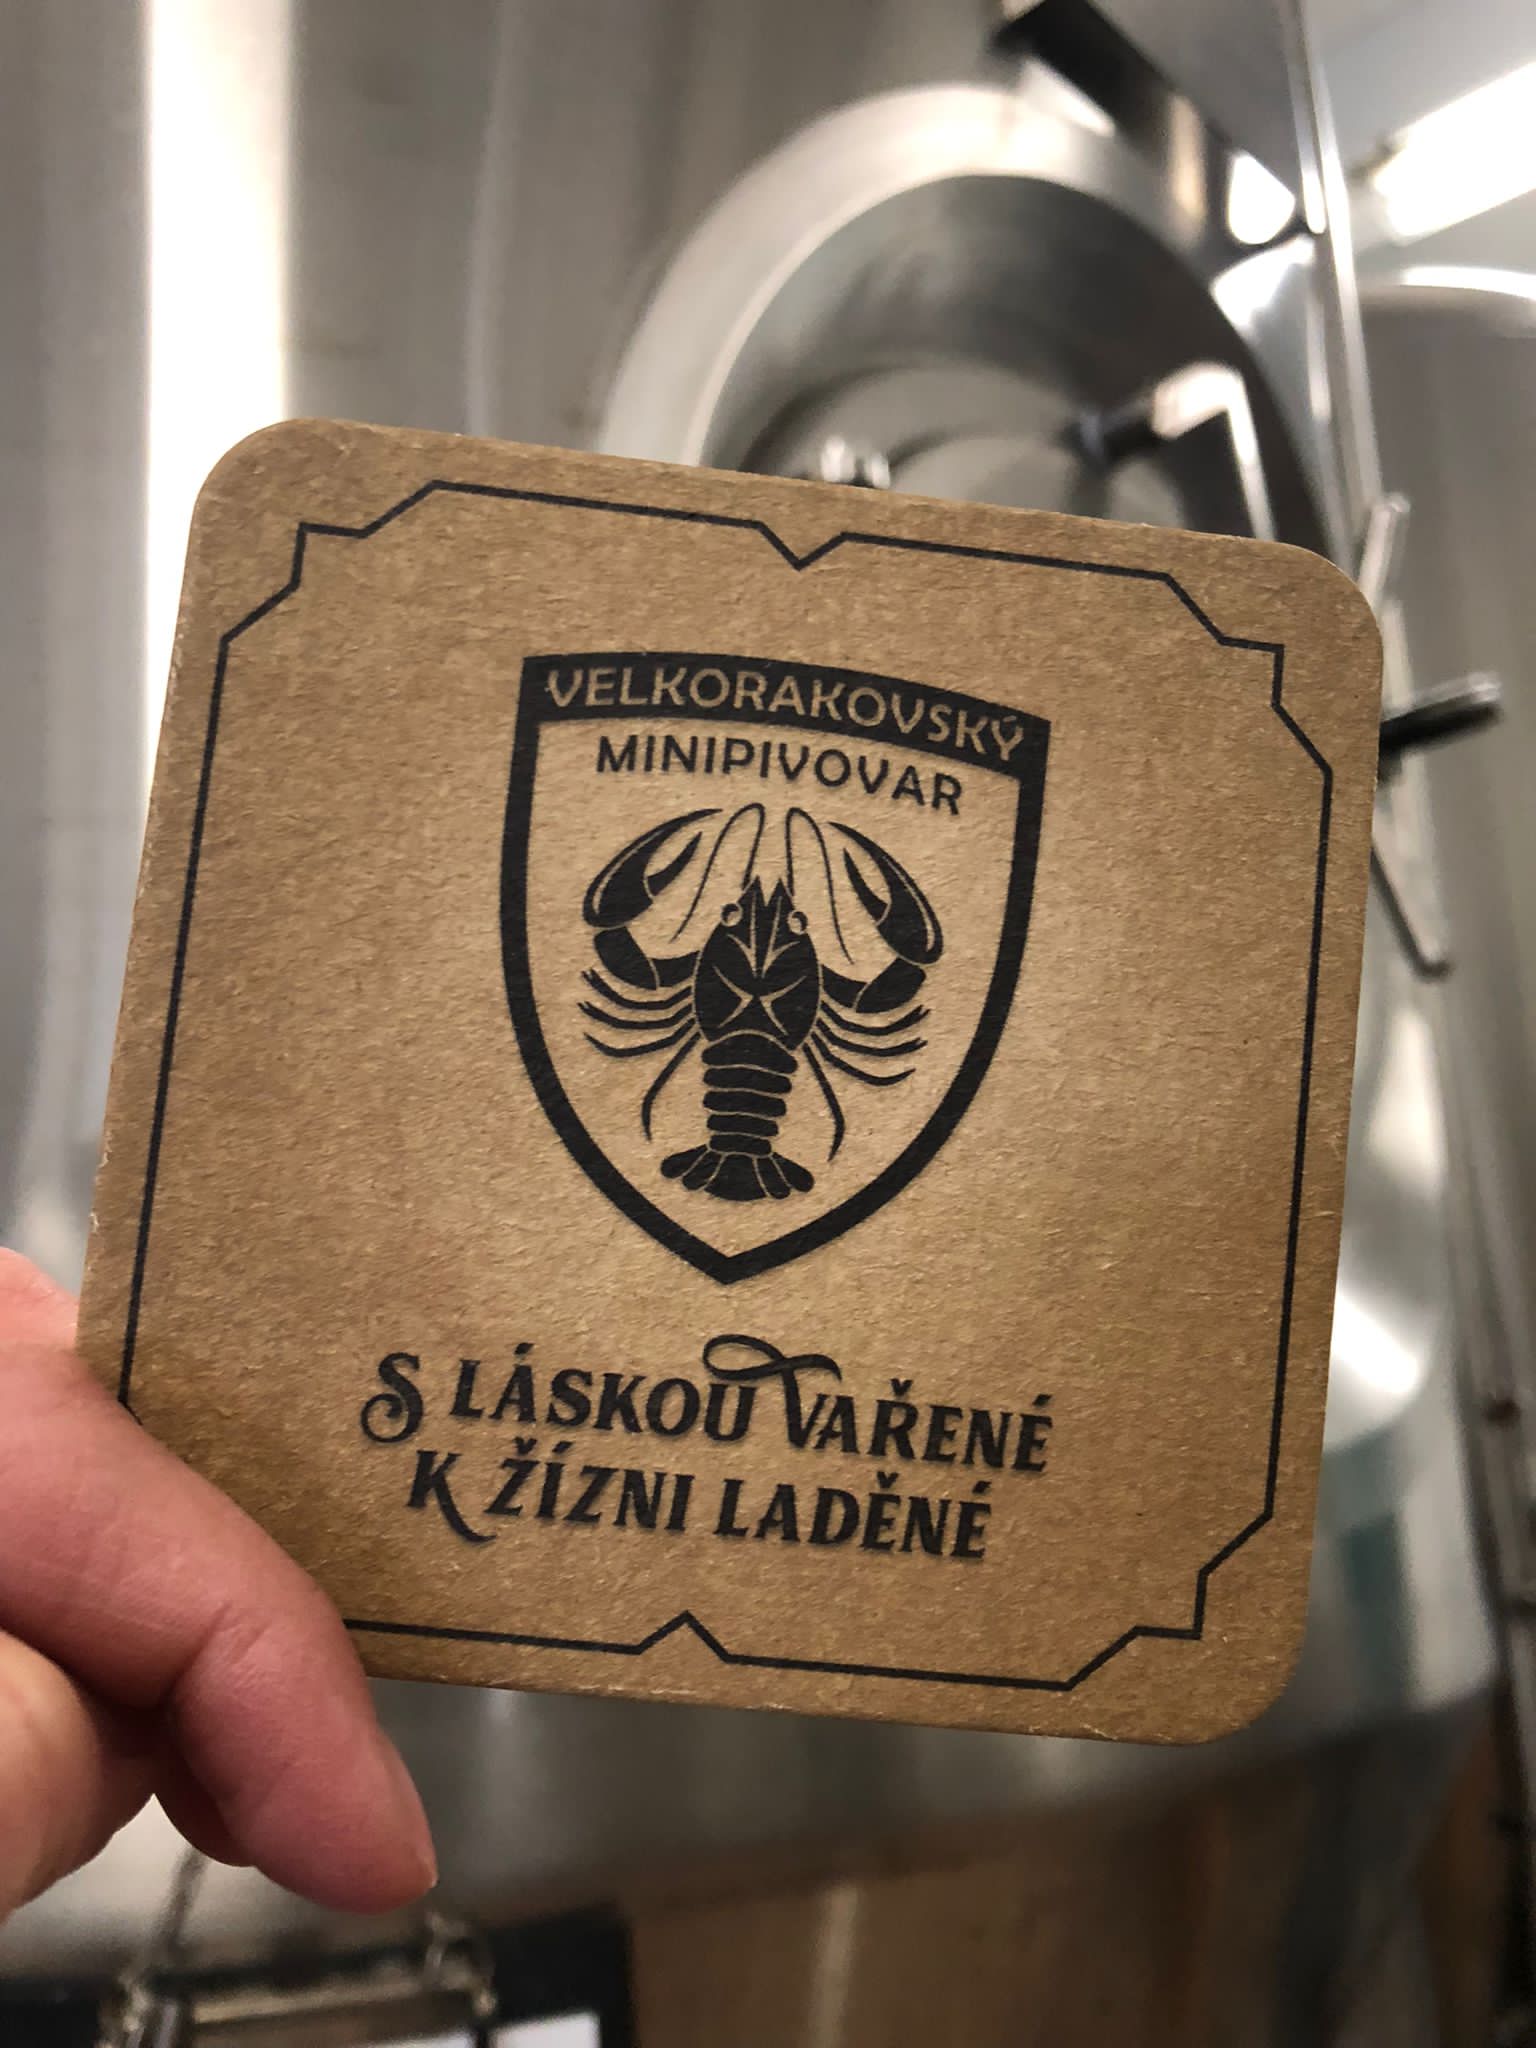 VELKORAKOVSKÝ
MINIPIVOVAR
S LÁSKOU VAŘENÉ
K ŽÍZNI LADĚNÉ